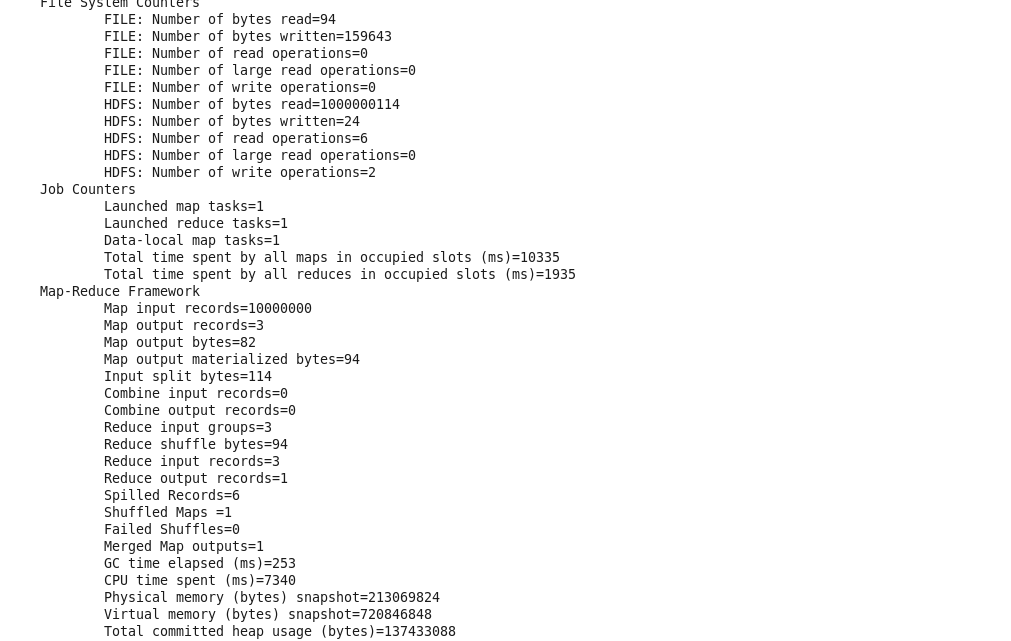 File System Counters
FILE: Number of bytes read=94
FILE: Number of bytes written=159643
FILE: Number of read operations=0
FILE: Number of large read operations=0
FILE: Number of write operations=0
HDFS: Number of bytes read=1000000114
HDFS: Number of bytes written=24
HDFS: Number of read operations=6
HDFS: Number of large read operations=0
HDFS: Number of write operations=2
Job Counters
Launched map tasks=1
Launched reduce tasks=1
Data-local map tasks=1
Total time spent by all maps in occupied slots (ms)=10335
Total time spent by all reduces in occupied slots (ms)=1935
Map-Reduce Framework
Map input records=10000000
Map output records=3
Map output bytes=82
Map output materialized bytes=94
Input split bytes=114
Combine input records=0
Combine output records=0
Reduce input groups=3
Reduce shuffle bytes=94
Reduce input records=3
Reduce output records=1
Spilled Records=6
Shuffled Maps =1
Failed Shuffles=0
Merged Map outputs=1
GC time elapsed (ms)=253
CPU time spent (ms)=7340
Physical memory (bytes) snapshot=213069824
Virtual memory (bytes) snapshot=720846848
Total committed heap usage (bytes)=137433088